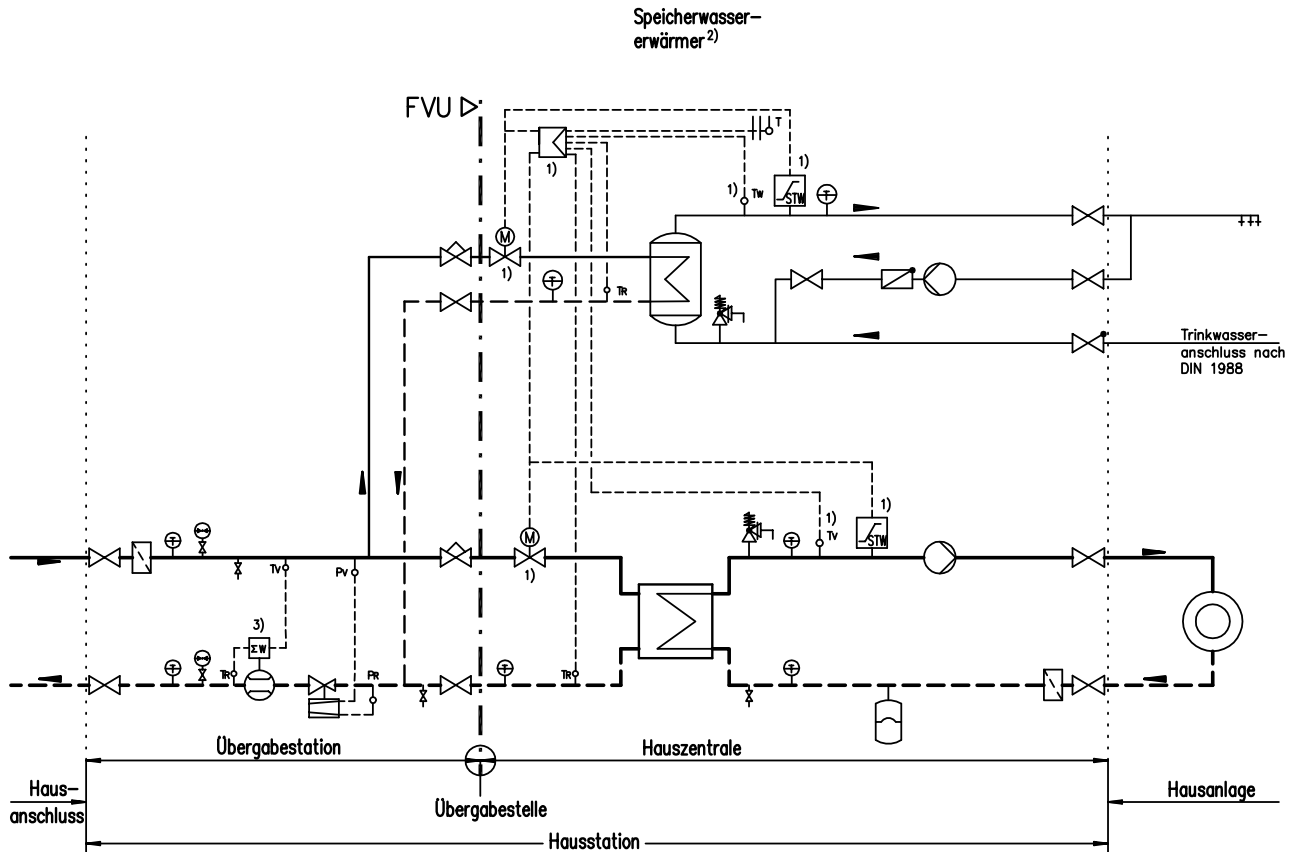 Speicherwasser–
erwärmer 2)
FVU
T
1)
1)
1)
Tw
STW
T
M
1)
T
TR
Trinkwasser–
anschluss nach
DIN 1988
1)
1)
Tv
STW
T
M
1)
T
Tv
Pv
3)
ΣW
T
TR
PR
T
TR
T
Übergabestation
Hauszentrale
Haus–
anschluss
Übergabestelle
Hausanlage
Hausstation